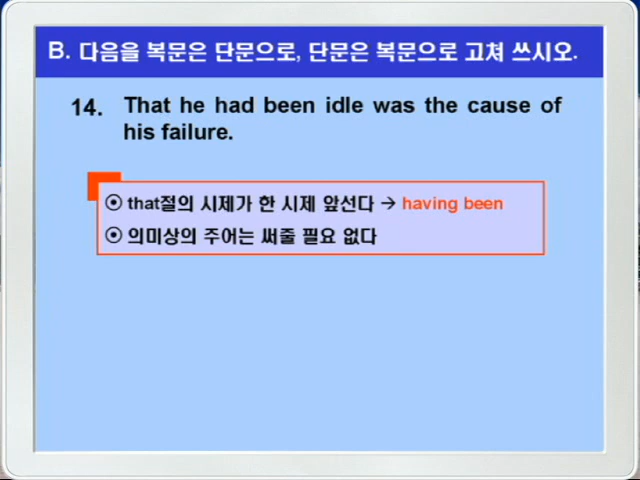 B. 다음을 복문은 단문으로, 단문은 복문으로 고쳐 쓰시오.
14. That he had been idle was the cause of
his failure.
⊙ that절의 시제가 한 시제 앞선다 → having been
⊙ 의미상의 주어는 써줄 필요 없다